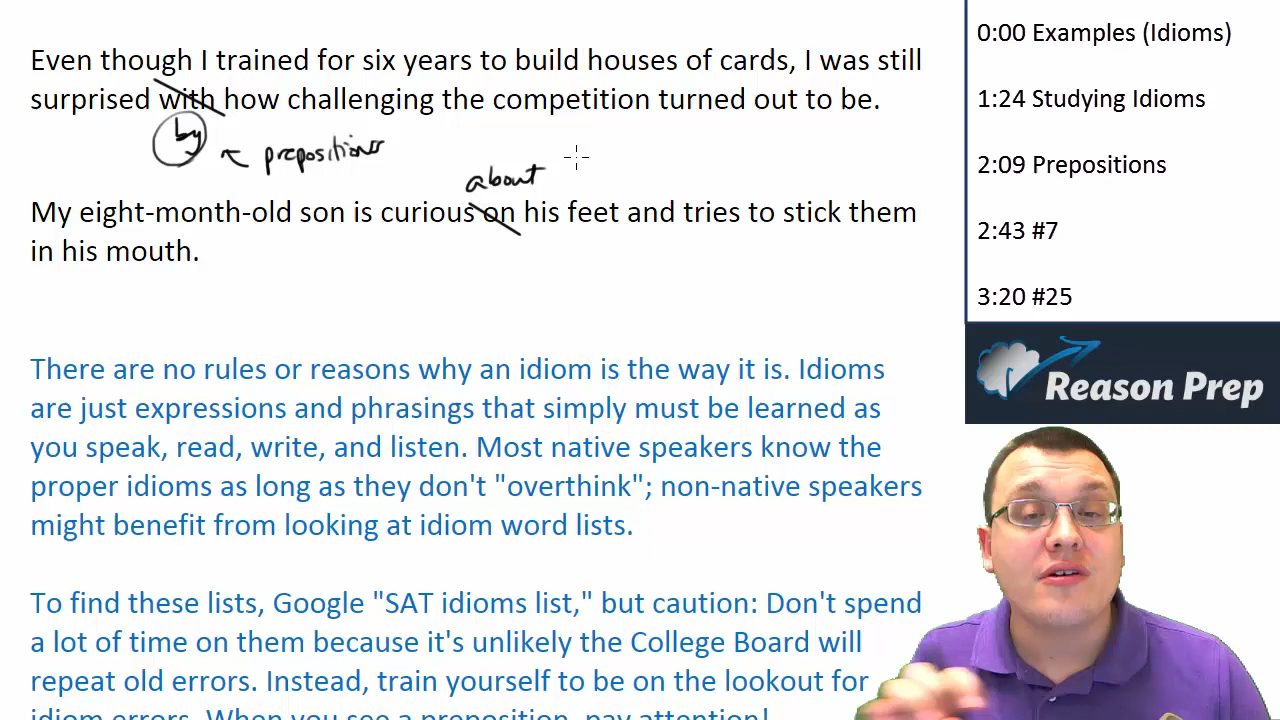 Even though I trained for six years to build houses of cards, I was still
surprised with how challenging the competition turned out to be.
by
prepositions
about
My eight-month-old son is curious on his feet and tries to stick them
in his mouth.
There are no rules or reasons why an idiom is the way it is. Idioms
are just expressions and phrasings that simply must be learned as
you speak, read, write, and listen. Most native speakers know the
proper idioms as long as they don't "overthink"; non-native speakers
might benefit from looking at idiom word lists.
To find these lists, Google "SAT idioms list," but caution: Don't spend
a lot of time on them because it's unlikely the College Board will
repeat old errors. Instead, train yourself to be on the lookout for
idiom errors. When you see a preposition, pay attention!
0:00 Examples (Idioms)
1:24 Studying Idioms
2:09 Prepositions
2:43 #7
3:20 #25
Reason Prep